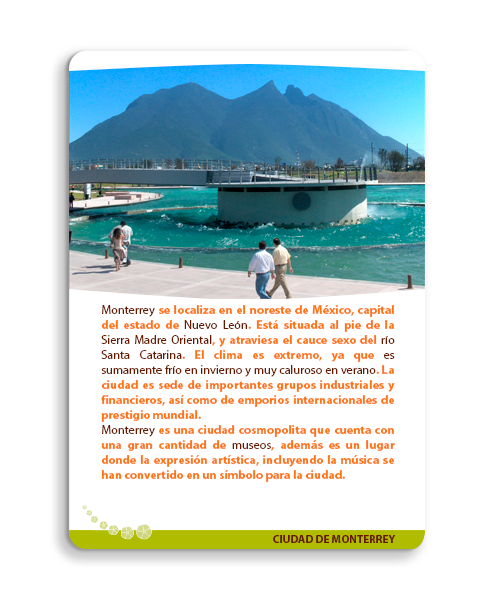 Monterrey se localiza en el noreste de México, capital
del estado de Nuevo León. Está situada al pie de la
Sierra Madre Oriental, y atraviesa el cauce sexo del río
Santa Catarina. El clima es extremo, ya que es
sumamente frío en invierno y muy caluroso en verano. La
ciudad es sede de importantes grupos industriales y
financieros, así como de emporios internacionales de
prestigio mundial.
Monterrey es una ciudad cosmopolita que cuenta con
una gran cantidad de museos, además es un lugar
donde la expresión artística, incluyendo la música se
han convertido en un símbolo para la ciudad.
CIUDAD DE MONTERREY